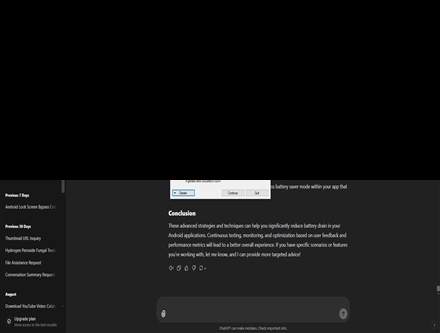 Details
Continue
Quit
battery saver mode within your app that
Previous 7 Days
Android Lock Screen Bypass
Previous 30 Days
Conclusion
These advanced strategies and techniques can help you significantly reduce battery drain in your
Android applications. Continuous testing, monitoring, and optimization based on user feedback and
performance metrics will lead to a better overall experience. If you have specific scenarios or features
you're working with, let me know, and I can provide more targeted advice!
Thumbnail URL Inquiry
Hydrogen Peroxide Fungal
File Assistance Request
Conversation Summary Request
August
Download YouTube Video
Upgrade plan
More access to the best models
ChatGPT can make mistakes. Check important info.